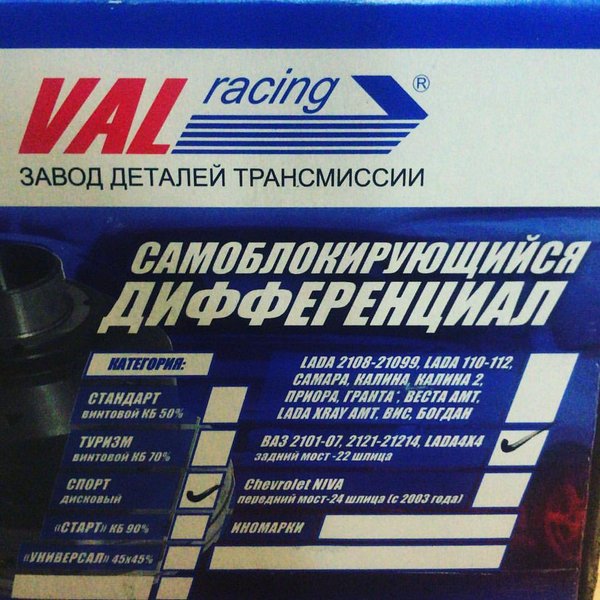 VAL racing ®
ЗАВОД ДЕТАЛЕЙ ТРАНСМИССИИ
САМОБЛОКИРУЮЩИЙСЯ
ДИФФЕРЕНЦИАЛ
КАТЕГОРИЯ:
СТАНДАРТ
ВИНТОВОЙ КБ 50%
ТУРИЗМ
ВИНТОВОЙ КБ 70%
СПОРТ
ДИСКОВЫЙ
«СТАРТ» КБ 90%
«УНИВЕРСАЛ» 45х45%
LADA 2108-21099, LADA 110-112,
САМАРА, КАЛИНА, КАЛИНА 2,
ПРИОРА, ГРАНТА, ВЕСТА АМТ,
LADA XRAY АМТ, ВИС, БОГДАН
ВАЗ 2101-07, 2121-21214, LADA4X4
задний мост -22 шлица
Chevrolet NIVA
передний мост-24 шлица (с 2003 года)
ИНОМАРКИ